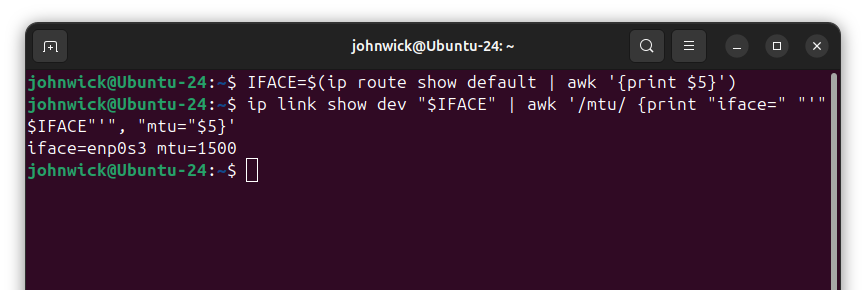 johnwick@Ubuntu-24: ~
johnwick@Ubuntu-24:~$ IFACE=$(ip route show default | awk '{print $5}')
johnwick@Ubuntu-24:~$ ip link show dev "$IFACE" | awk '/mtu/ {print "iface=" "'"
$IFACE"'", "mtu="$5}'
iface=enp0s3 mtu=1500
johnwick@Ubuntu-24:~$